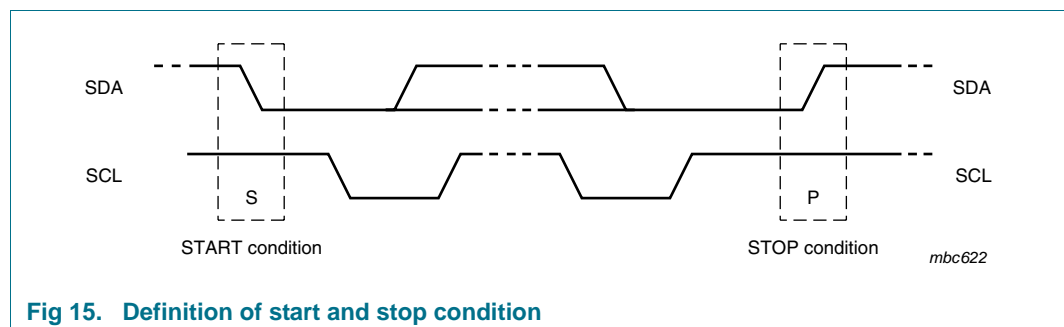 SDA SDA
SCL SCL
S P
START condition STOP condition
mbc622
Fig 15. Definition of start and stop condition